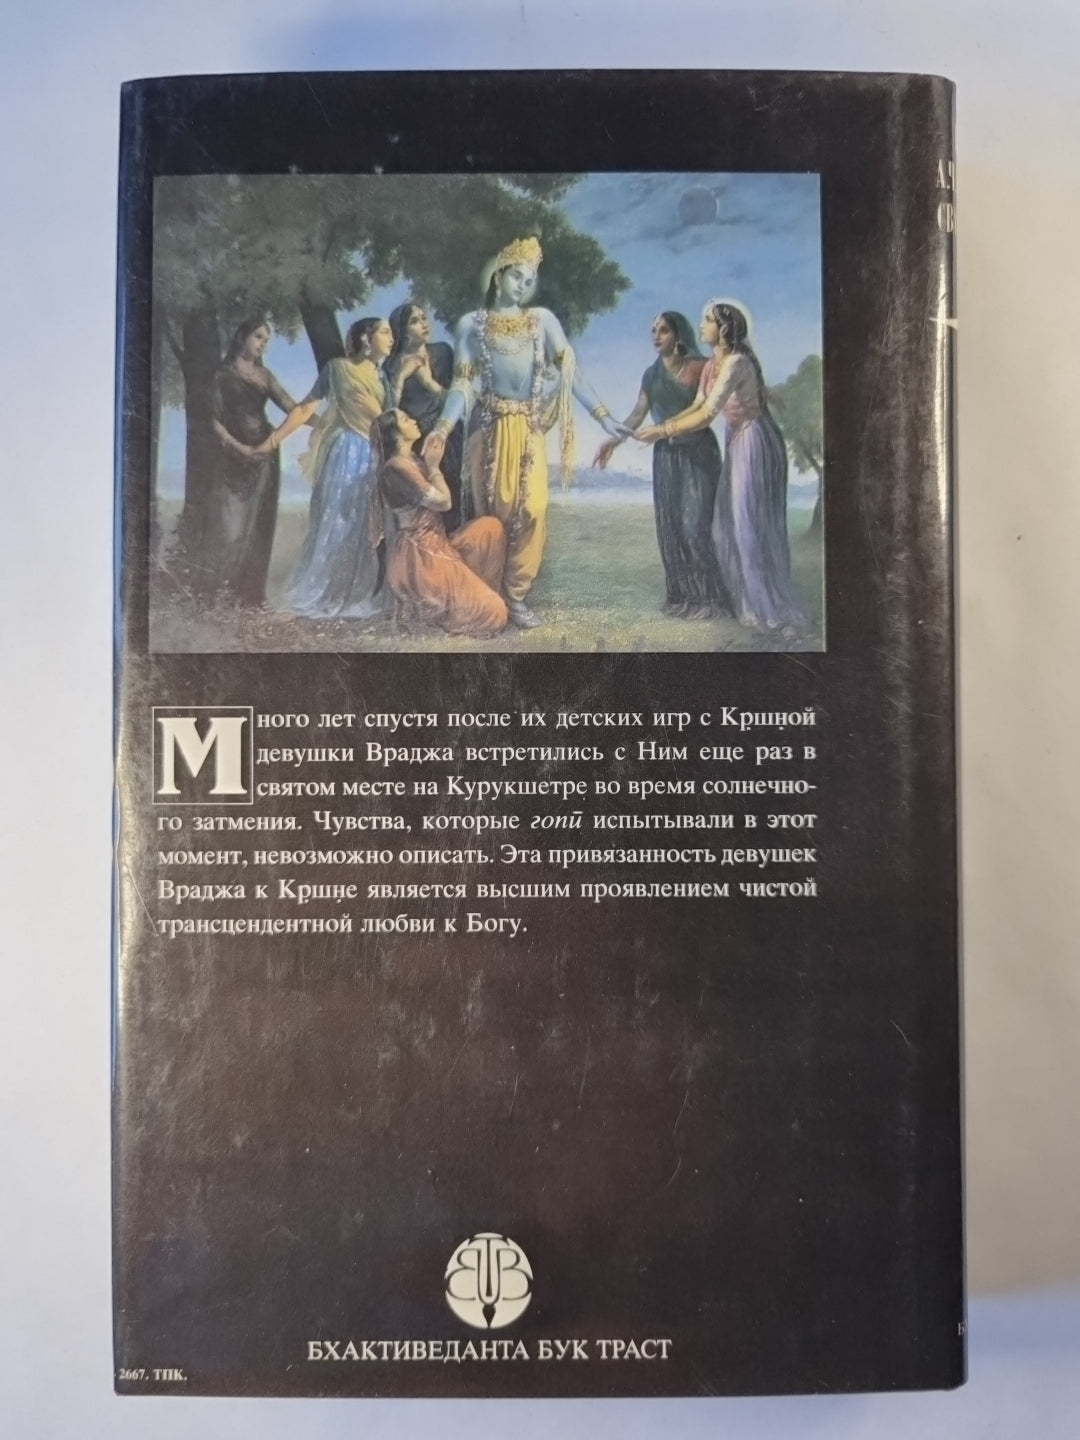 А.Ч
СВ
Много лет спустя после их детских игр с Кр̣шн̣ой
девушки Враджа встретились с Ним еще раз в
святом месте на Курукшетре во время солнечно-
го затмения. Чувства, которые гопӣ испытывали в этот
момент, невозможно описать. Эта привязанность девушек
Враджа к Кр̣шн̣е является высшим проявлением чистой
трансцендентной любви к Богу.
BTB
БХАКТИВЕДАНТА БУК ТРАСТ
2667. ТПК.